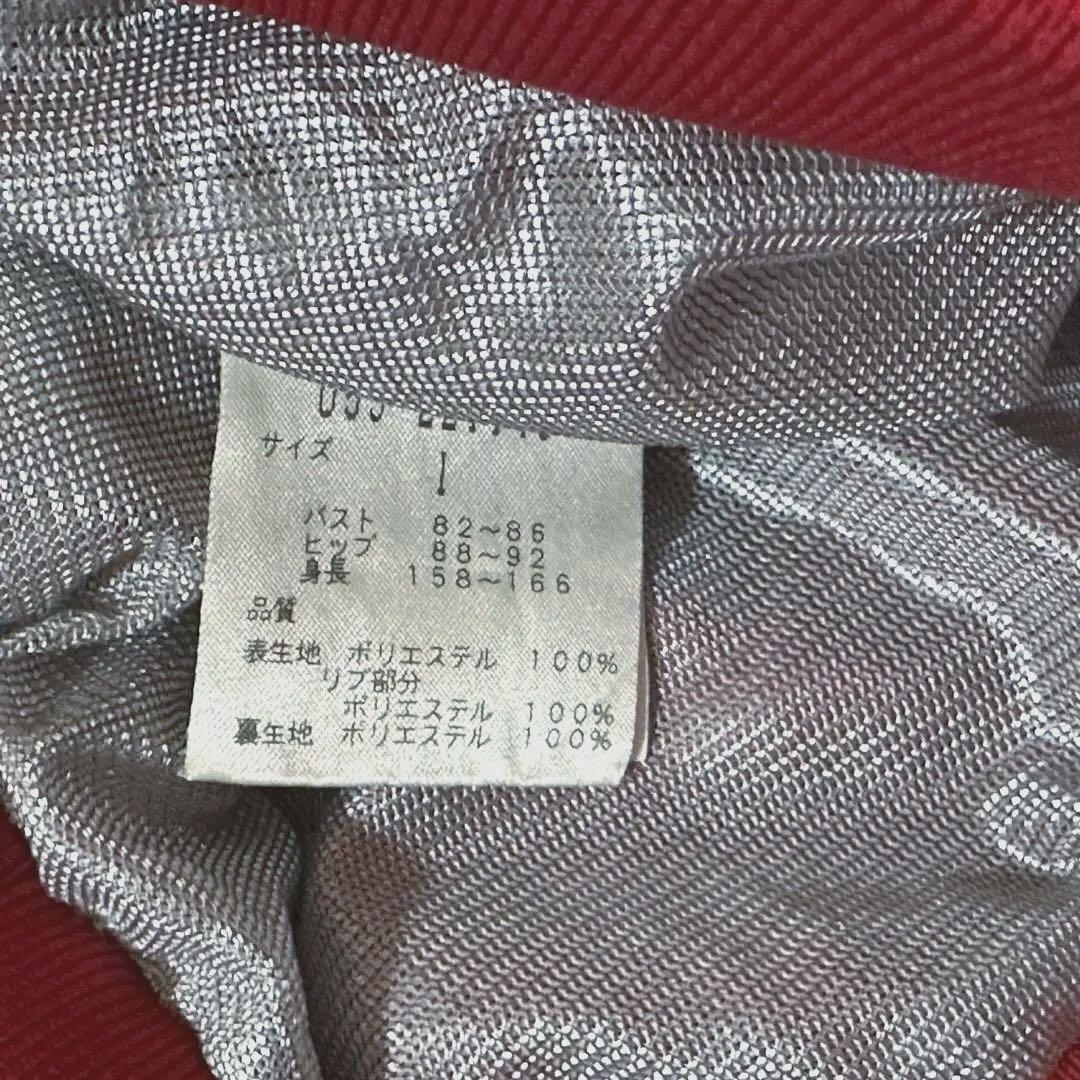 サイズ
I
バスト 82～86
ヒップ 88～92
身長 158～166
品質
表生地 ポリエステル 100%
リブ部分
ポリエステル 100%
裏生地 ポリエステル 100%